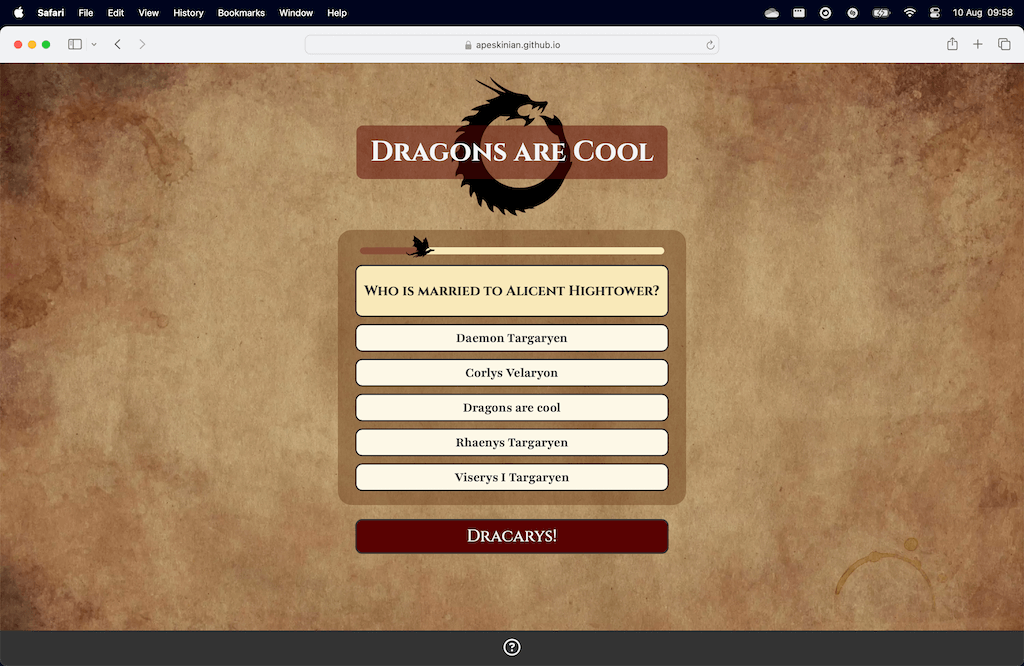 Safari File Edit View History Bookmarks Window Help 10 Aug 09:58
apeskinian.github.io
Dragons are Cool
Who is married to Alicent Hightower?
Daemon Targaryen
Corlys Velaryon
Dragons are cool
Rhaenys Targaryen
Viserys I Targaryen
Dracarys!
?